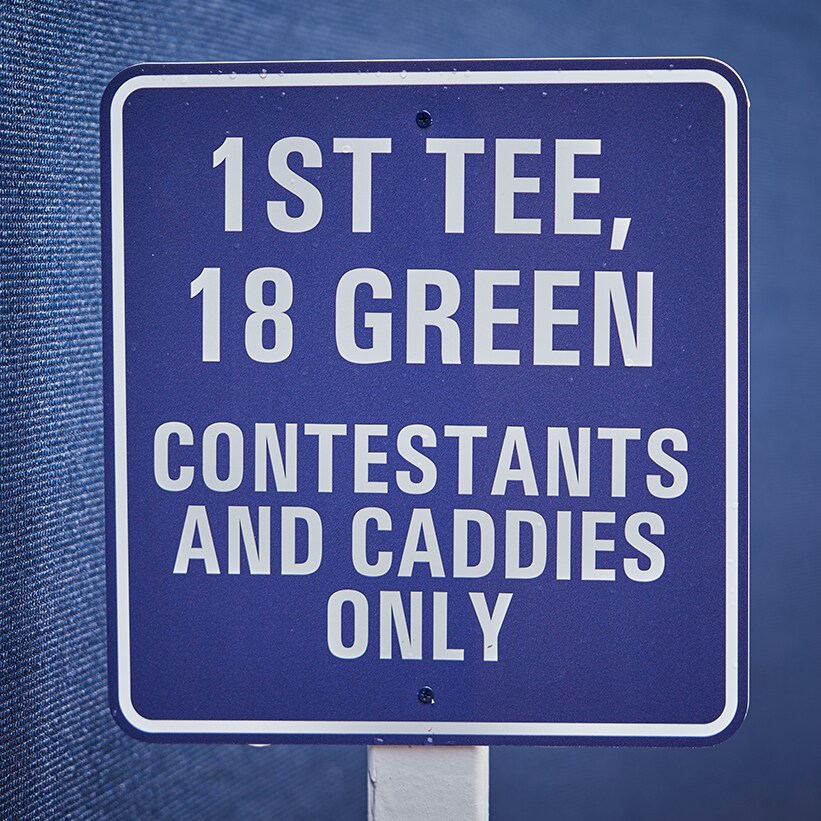 1ST TEE,
18 GREEN
CONTESTANTS
AND CADDIES
ONLY